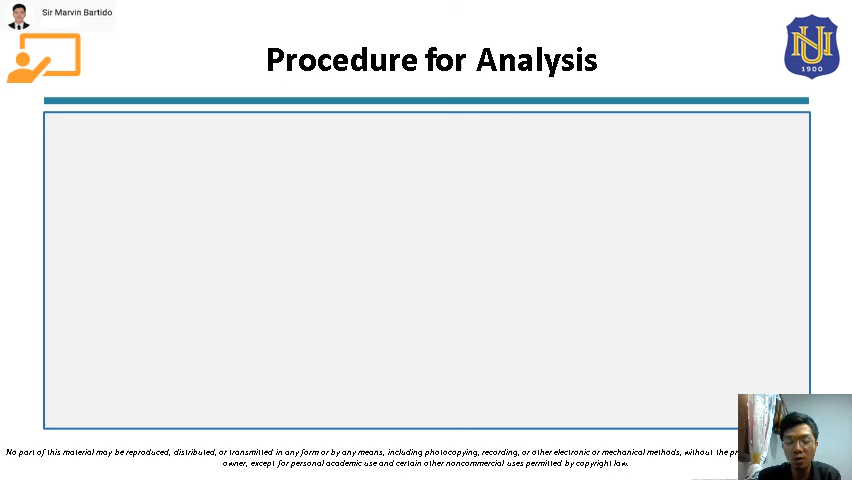 Sir Marvin Bartido
Procedure for Analysis
NU
1900
No part of this material may be reproduced, distributed, or transmitted in any form or by any means, including photocopying, recording, or other electronic or mechanical methods, without the
owner, except for personal academic use and certain other noncommercial uses permitted by copyright law.